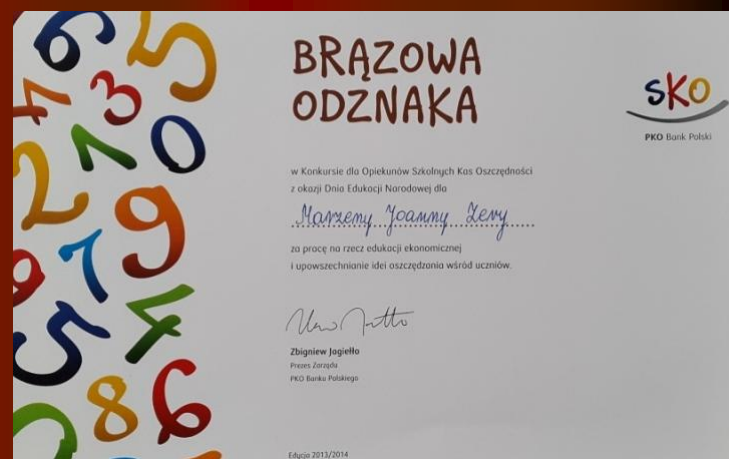 BRĄZOWA
ODZNAKA
SKO
PKO Bank Polski
w Konkursie dla Opiekunów Szkolnych Kas Oszczędności
z okazji Dnia Edukacji Narodowej dla
Marzeny Joanny Zery
za pracę na rzecz edukacji ekonomicznej
i upowszechnianie idei oszczędzania wśród uczniów.
Zbigniew Jagiełło
Prezes Zarządu
PKO Banku Polskiego
Edycja 2013/2014